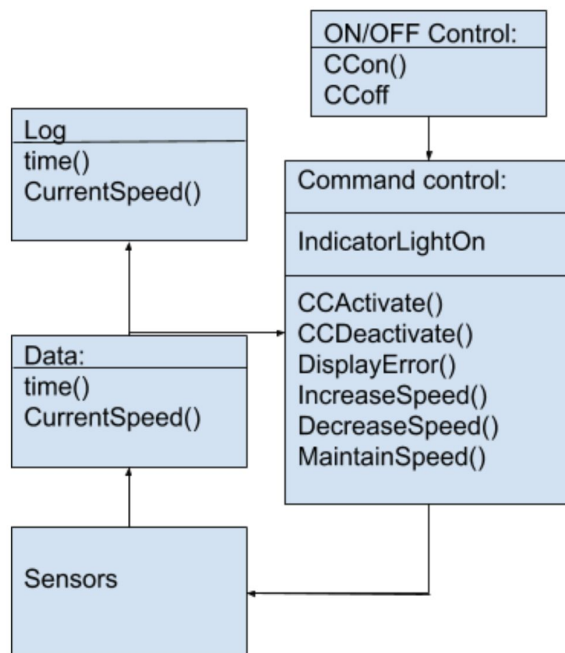 ON/OFF Control:
CCon()
CCoff
Log
time()
CurrentSpeed()
Command control:
IndicatorLightOn
CCActivate()
CCDeactivate()
DisplayError()
IncreaseSpeed()
DecreaseSpeed()
MaintainSpeed()
Data:
time()
CurrentSpeed()
Sensors